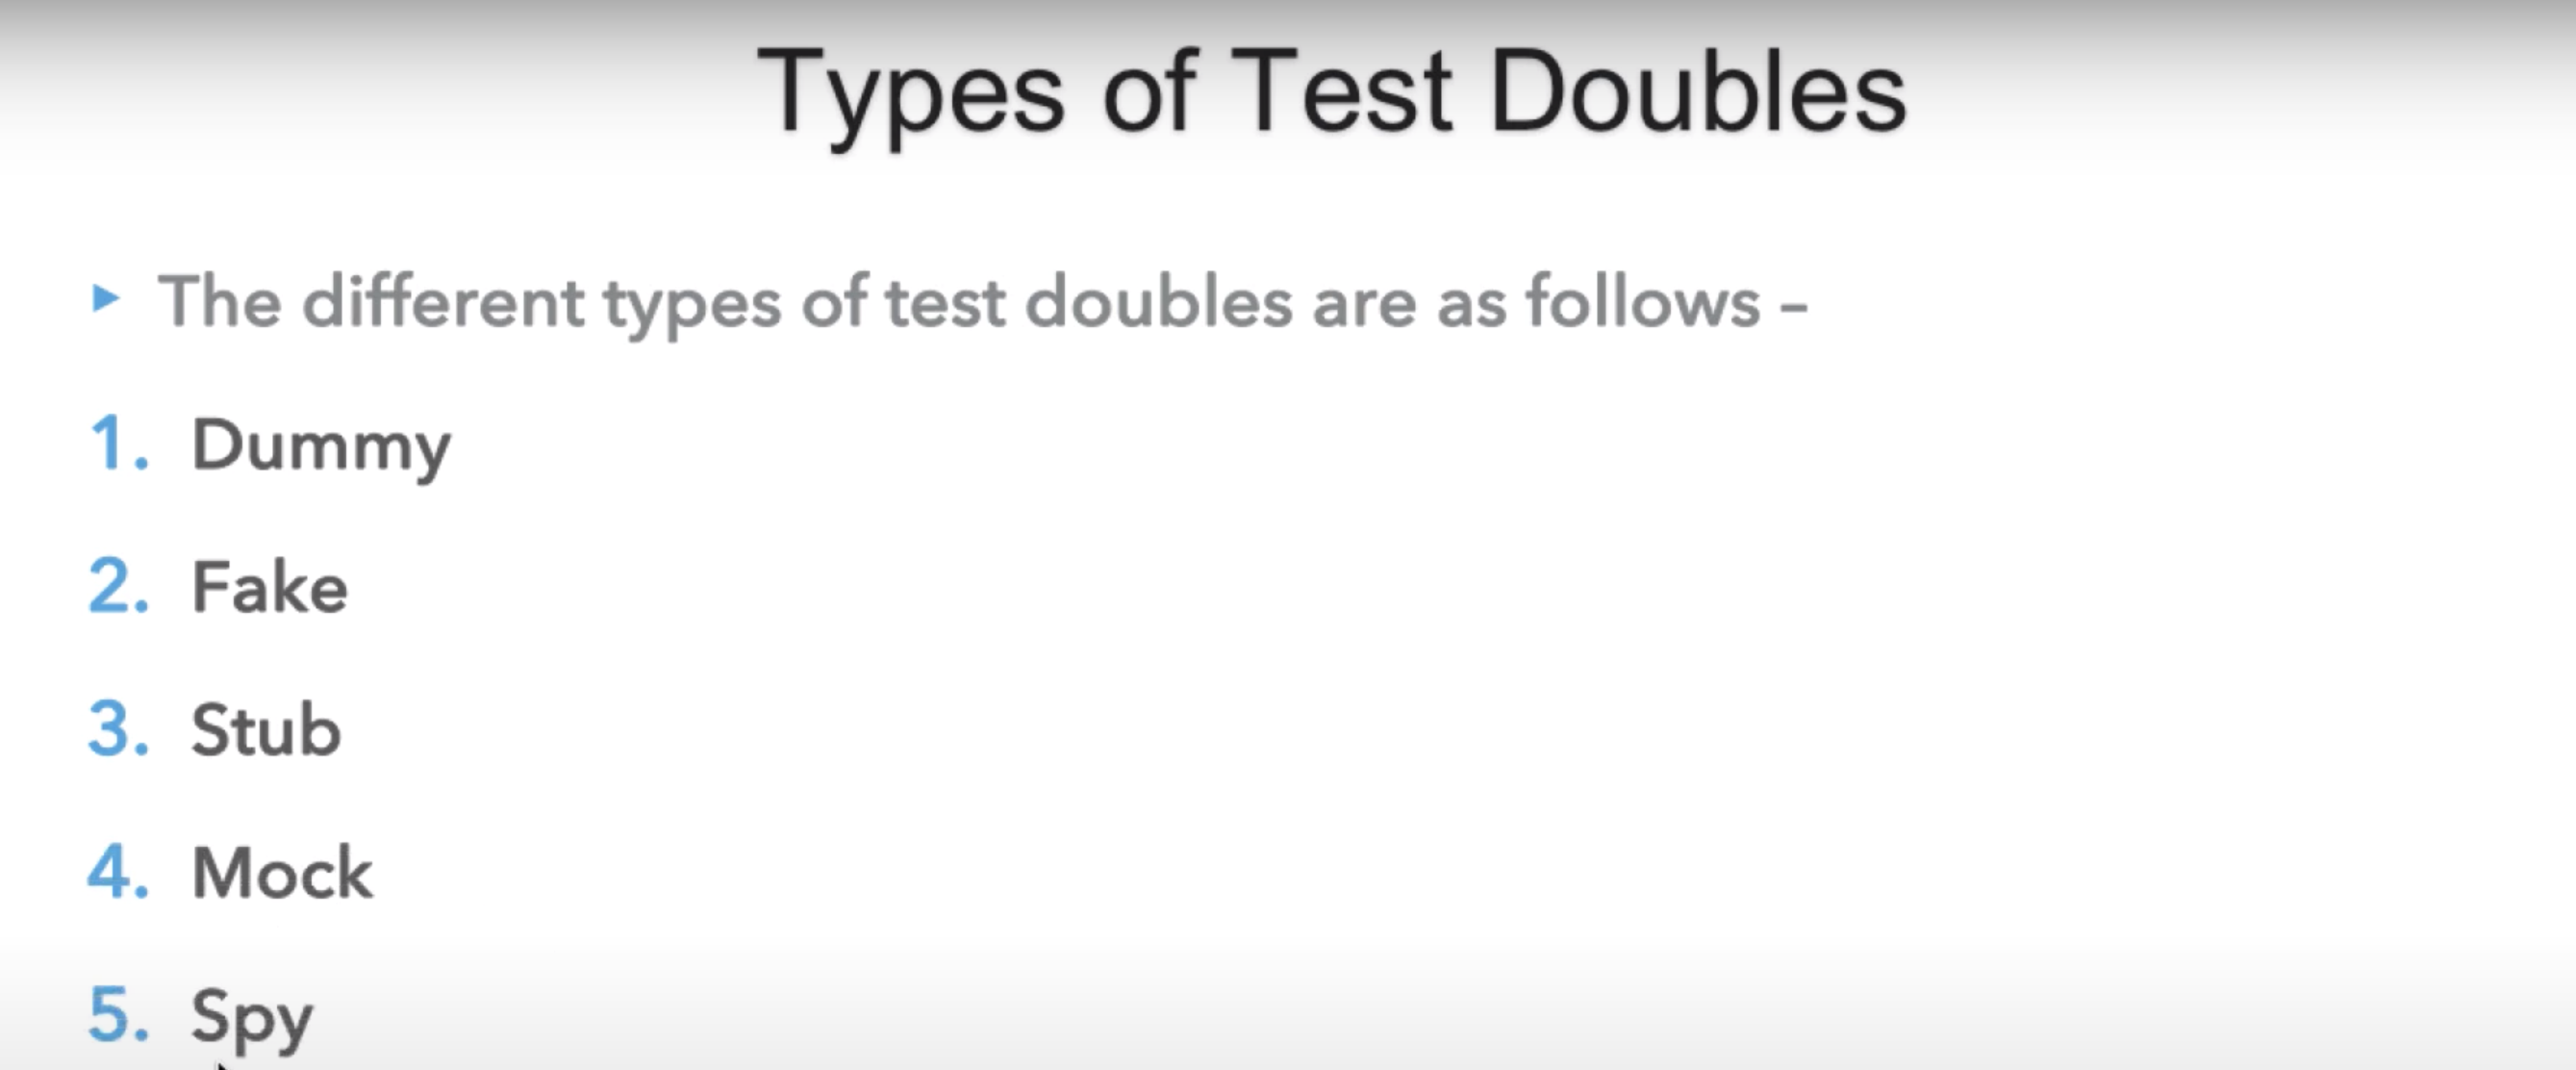 Types of Test Doubles
▸ The different types of test doubles are as follows –
1. Dummy
2. Fake
3. Stub
4. Mock
5. Spy